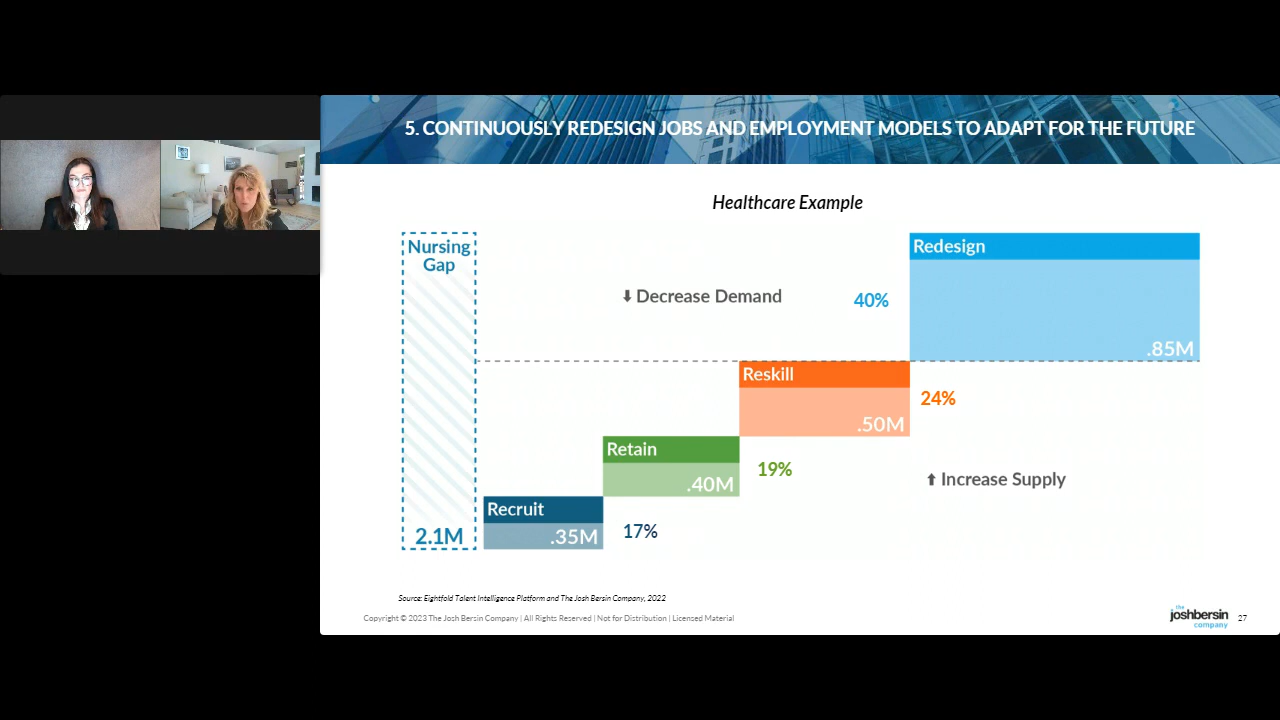 5. CONTINUOUSLY REDESIGN JOBS AND EMPLOYMENT MODELS TO ADAPT FOR THE FUTURE
Healthcare Example
Nursing
Gap
2.1M
⬇ Decrease Demand
40%
Redesign
.85M
Reskill
.50M
24%
Retain
.40M
19%
⬆ Increase Supply
Recruit
.35M
17%
Source: Eightfold Talent Intelligence Platform and The Josh Bersin Company, 2022
Copyright © 2023 The Josh Bersin Company | All Rights Reserved | Not for Distribution | Licensed Material
the
joshbersin
company
27